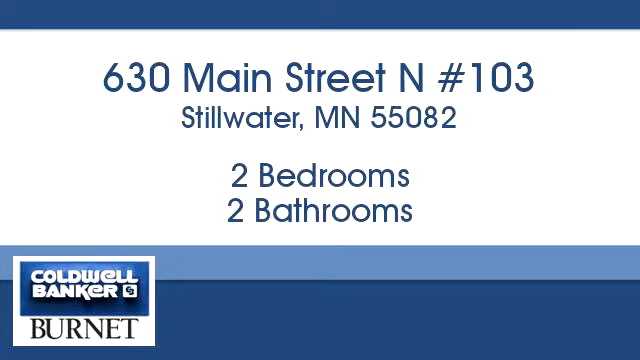 630 Main Street N #103
Stillwater, MN 55082
2 Bedrooms
2 Bathrooms
COLDWELL
BANKER
BURNET